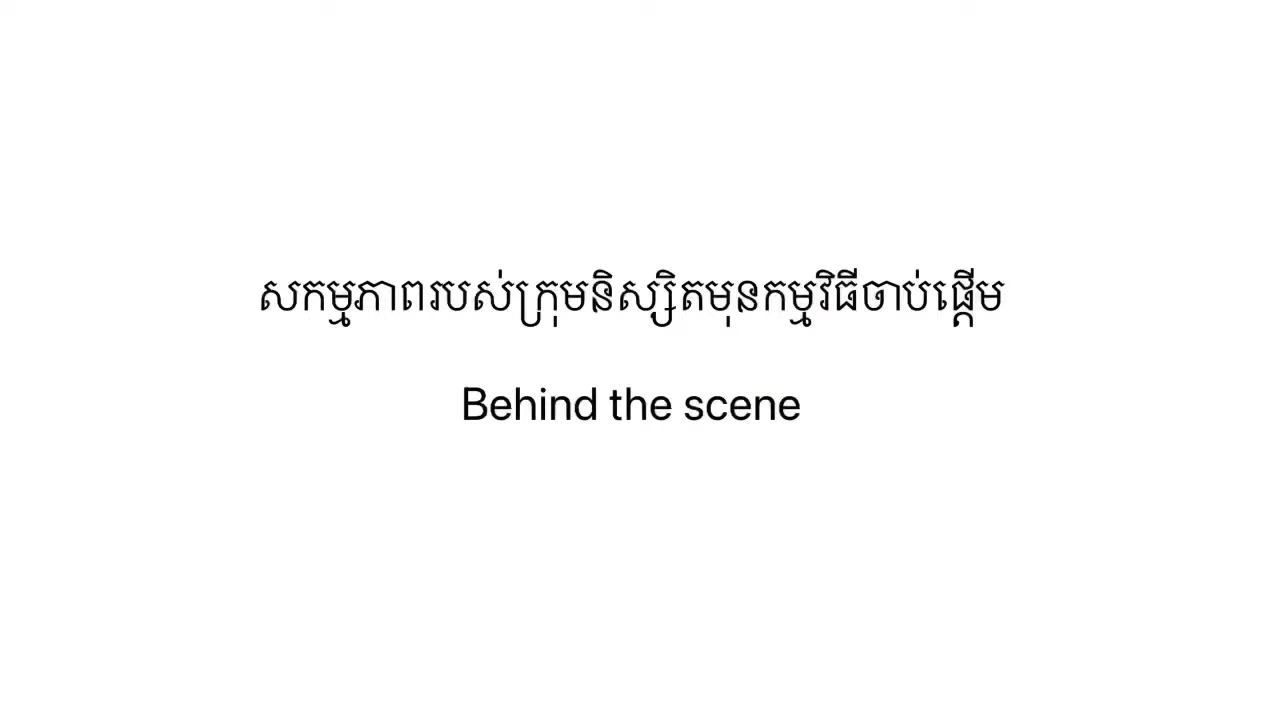 សកម្មភាពរបស់ក្រុមនិស្សិតមុនកម្មវិធីចាប់ផ្ដើម
Behind the scene